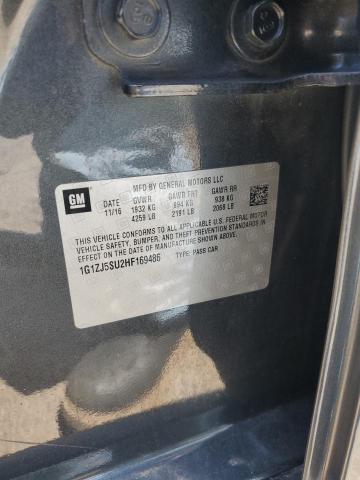 GM
MFD BY GENERAL MOTORS LLC
DATE GVWR GAWR FRT GAWR RR
11/16 1932 KG 994 KG 938 KG
4259 LB 2191 LB 2068 LB
THIS VEHICLE CONFORMS TO ALL APPLICABLE U.S. FEDERAL MOTOR
VEHICLE SAFETY, BUMPER, AND THEFT PREVENTION STANDARDS IN
EFFECT ON THE DATE OF MANUFACTURE SHOWN ABOVE.
1G1ZJ5SU2HF169486 TYPE: PASS CAR